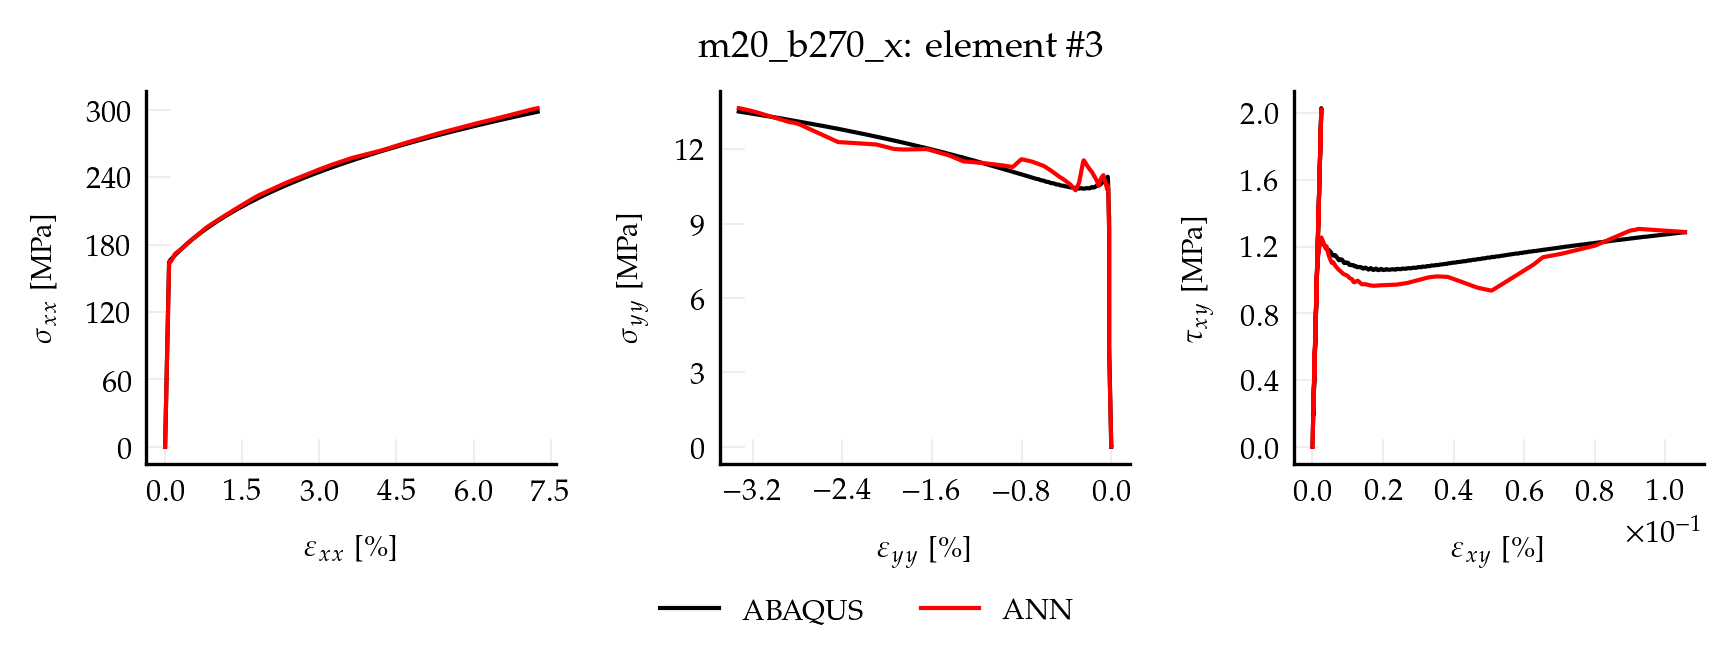 m20_b270_x: element #3
σxx [MPa]
300
240
180
120
60
0
0.0 1.5 3.0 4.5 6.0 7.5
εxx [%]
σyy [MPa]
12
9
6
3
0
−3.2 −2.4 −1.6 −0.8 0.0
εyy [%]
τxy [MPa]
2.0
1.6
1.2
0.8
0.4
0.0
0.0 0.2 0.4 0.6 0.8 1.0
×10⁻¹
εxy [%]
ABAQUS ANN